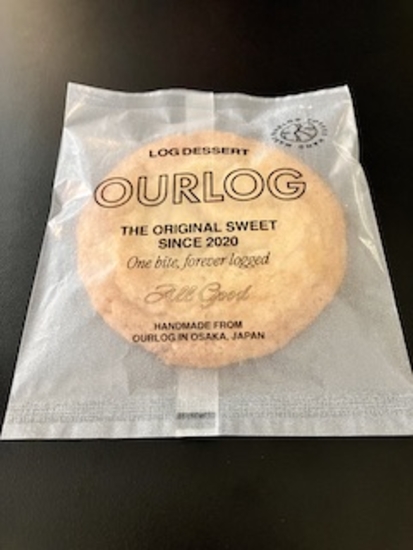 LOG DESSERT
OURLOG
THE ORIGINAL SWEET
SINCE 2020
One bite, forever logged
All Good
HANDMADE FROM
OURLOG IN OSAKA, JAPAN